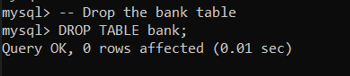 mysql> -- Drop the bank table
mysql> DROP TABLE bank;
Query OK, 0 rows affected (0.01 sec)